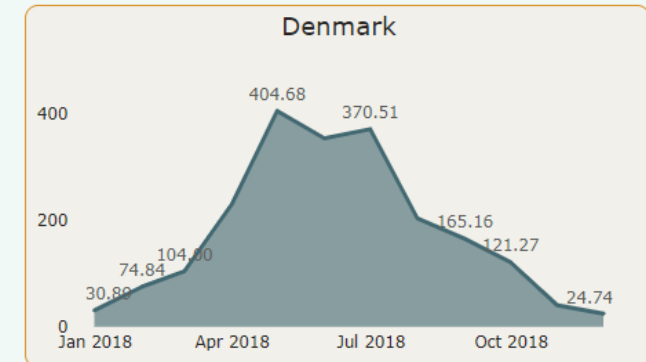 Denmark
404.68
400
370.51
200
165.16
121.27
104.00
74.84
30.89
24.74
0
Jan 2018
Apr 2018
Jul 2018
Oct 2018